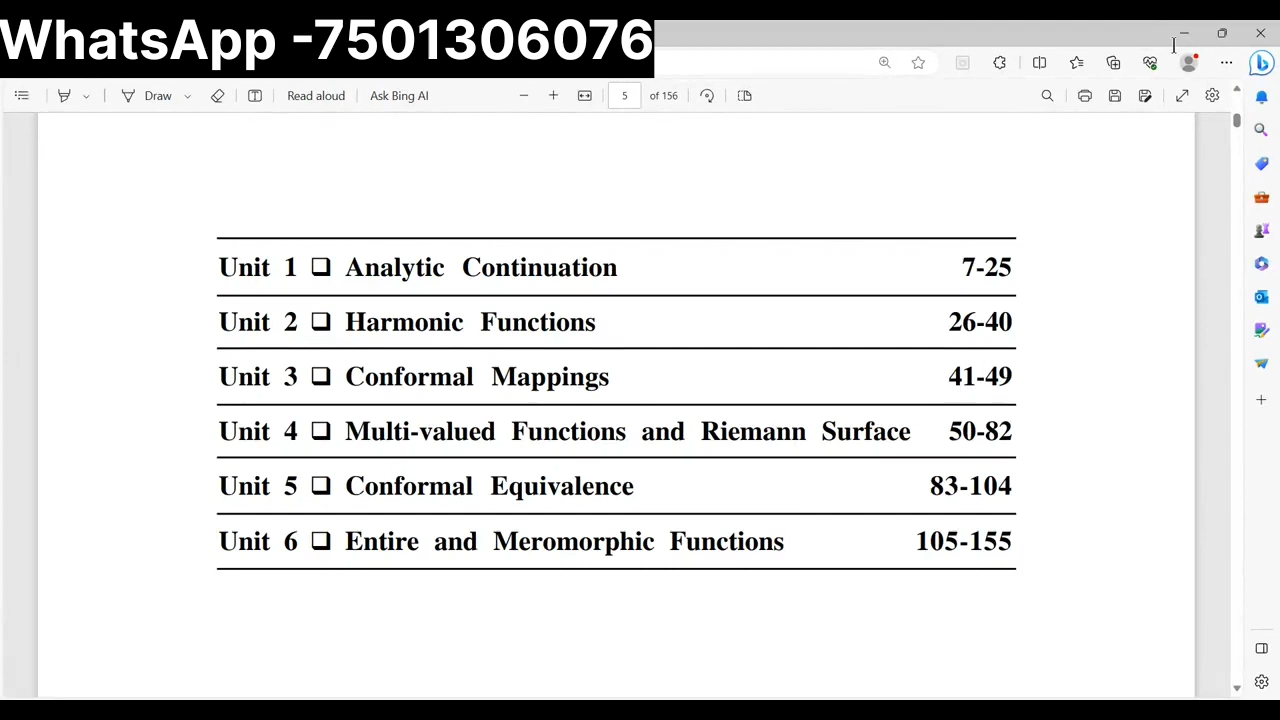 WhatsApp -7501306076
Draw
Read aloud
Ask Bing AI
5
of 156
Unit 1 ❑ Analytic Continuation 7-25
Unit 2 ❑ Harmonic Functions 26-40
Unit 3 ❑ Conformal Mappings 41-49
Unit 4 ❑ Multi-valued Functions and Riemann Surface 50-82
Unit 5 ❑ Conformal Equivalence 83-104
Unit 6 ❑ Entire and Meromorphic Functions 105-155